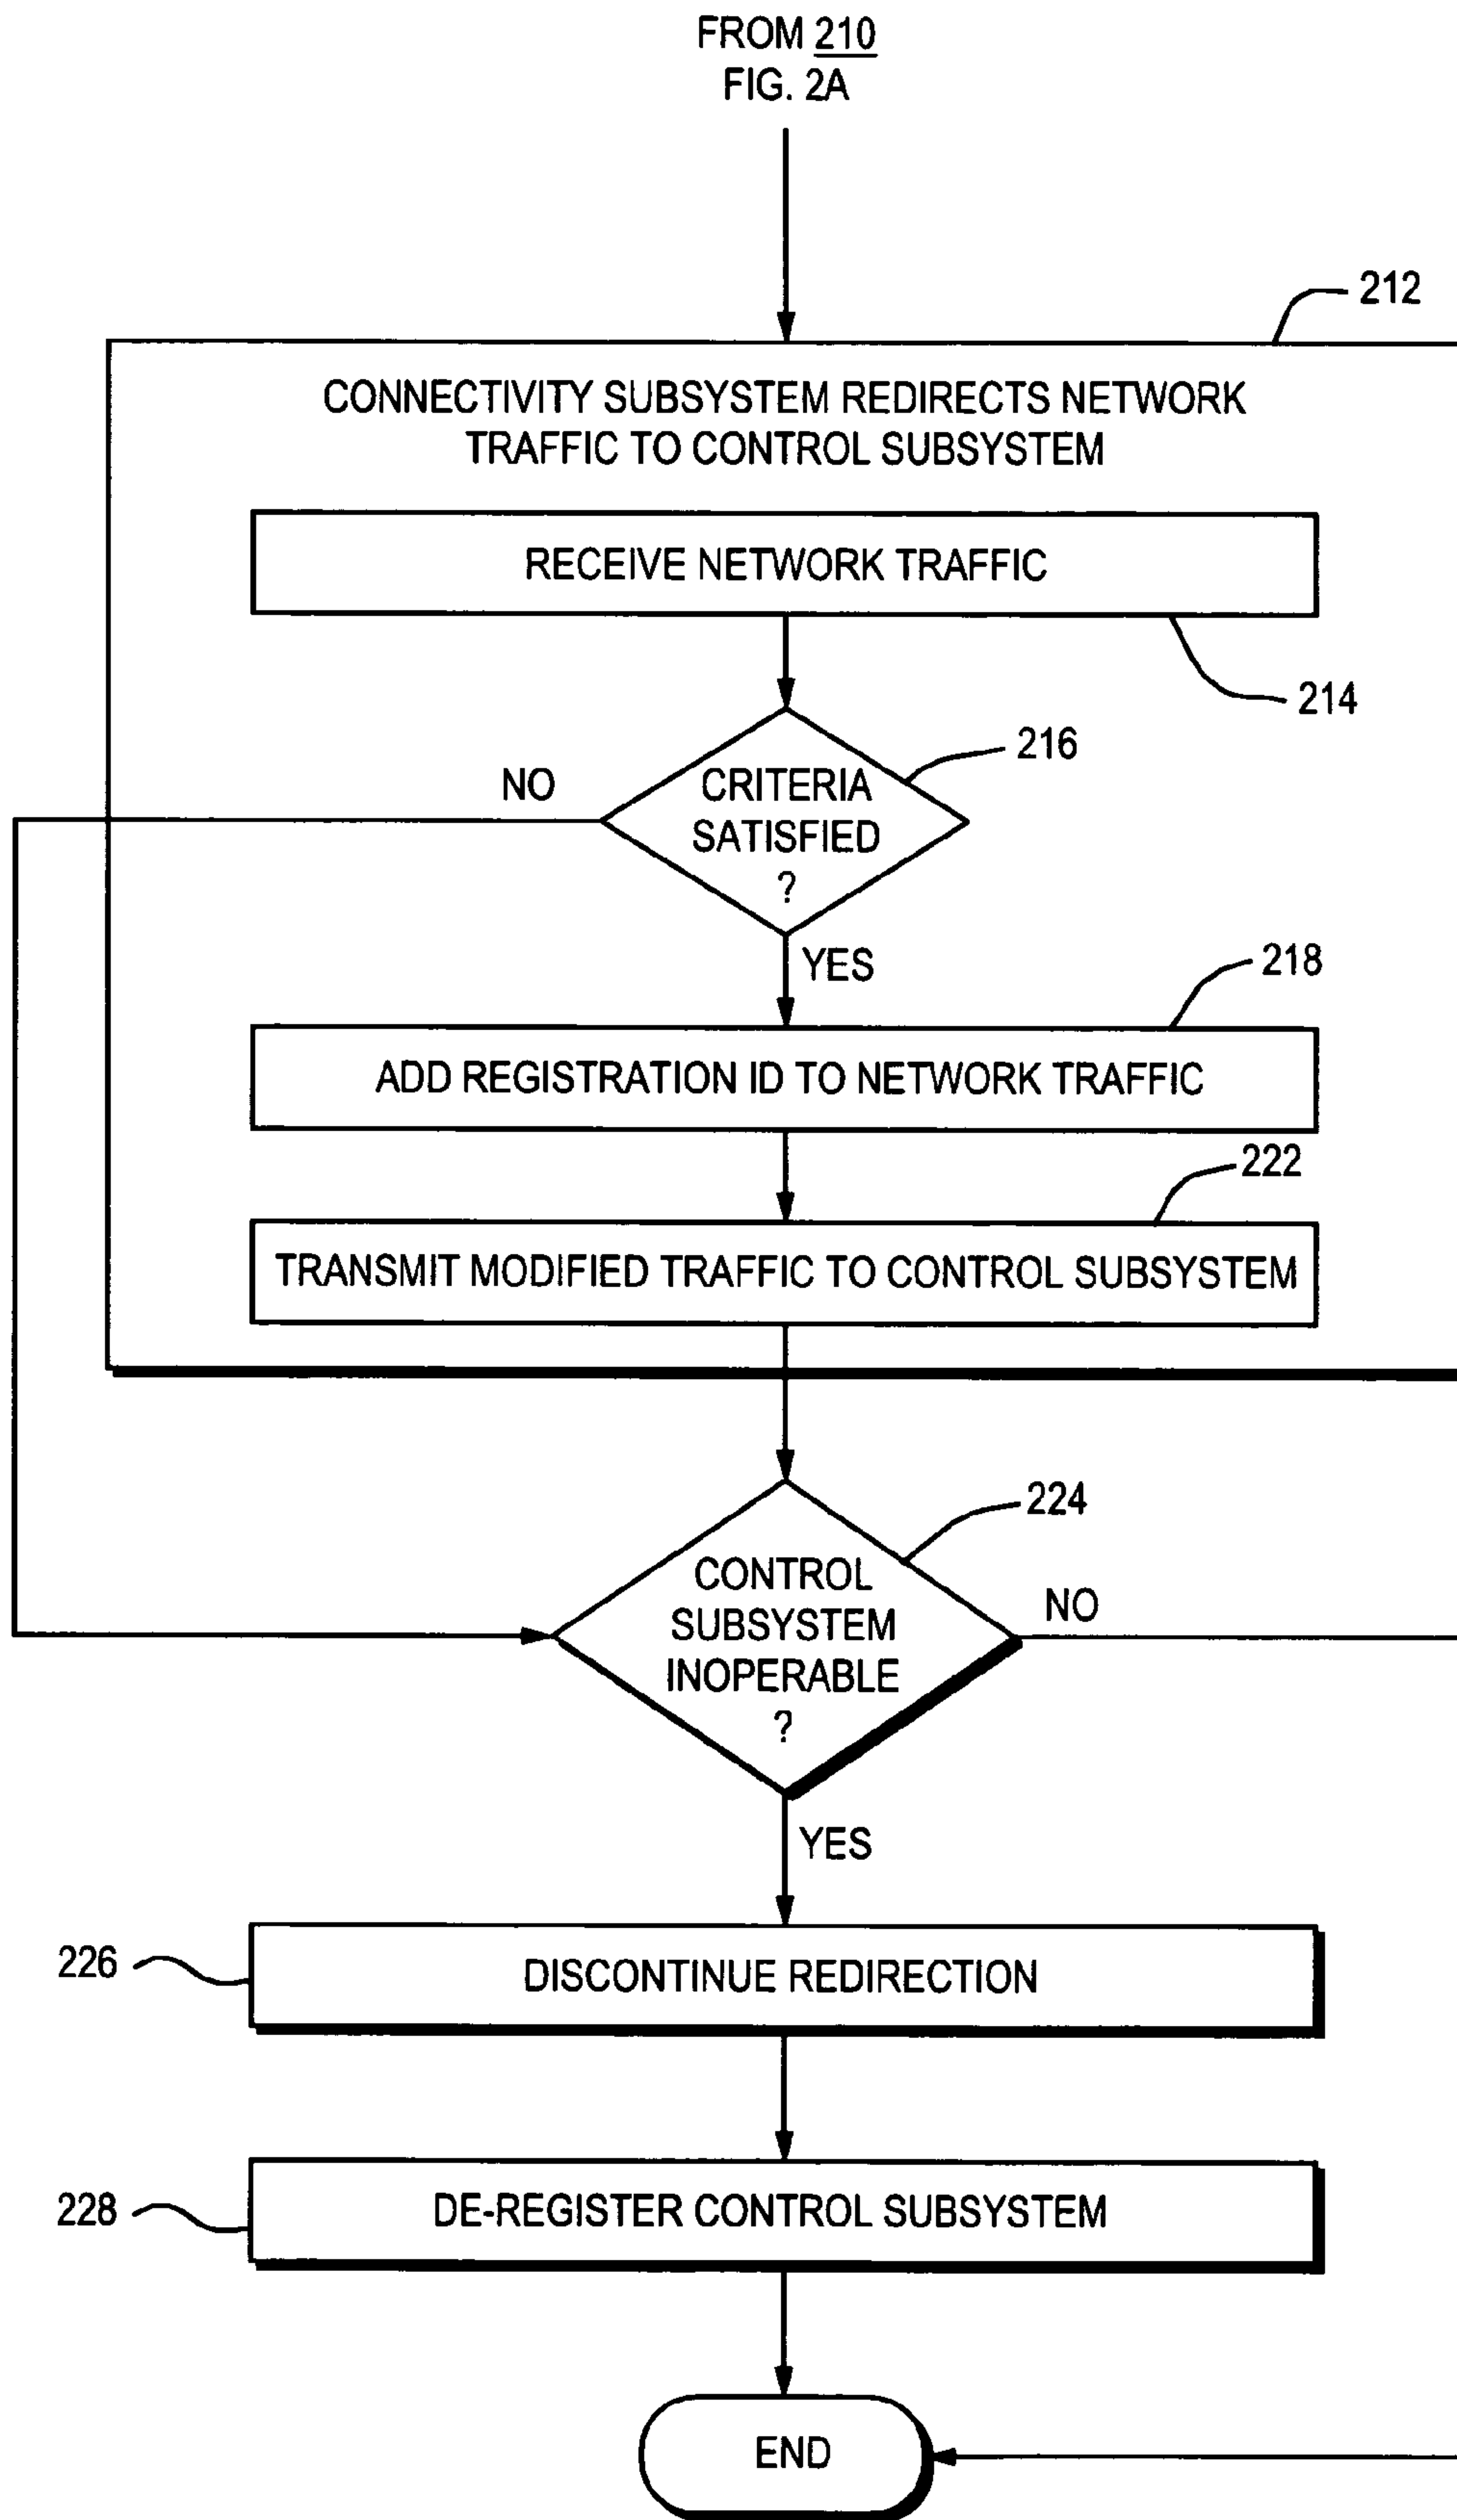 FROM 210
FIG. 2A
212
CONNECTIVITY SUBSYSTEM REDIRECTS NETWORK
TRAFFIC TO CONTROL SUBSYSTEM
RECEIVE NETWORK TRAFFIC
214
216
NO
CRITERIA
SATISFIED
?
YES
218
ADD REGISTRATION ID TO NETWORK TRAFFIC
222
TRANSMIT MODIFIED TRAFFIC TO CONTROL SUBSYSTEM
224
CONTROL
SUBSYSTEM
INOPERABLE
?
NO
YES
226
DISCONTINUE REDIRECTION
228
DE-REGISTER CONTROL SUBSYSTEM
END